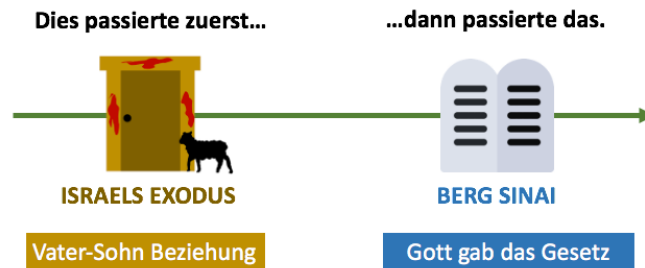 Dies passierte zuerst...
...dann passierte das.
ISRAELS EXODUS
BERG SINAI
Vater-Sohn Beziehung
Gott gab das Gesetz